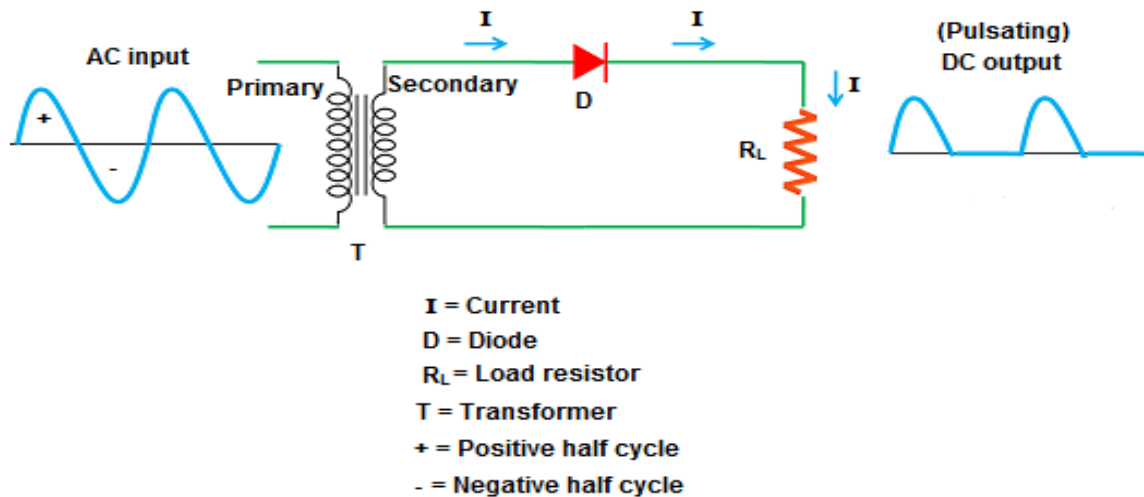 AC input
+
-
Primary
Secondary
T
I
I
D
I
RL
(Pulsating)
DC output
I = Current
D = Diode
RL = Load resistor
T = Transformer
+ = Positive half cycle
- = Negative half cycle